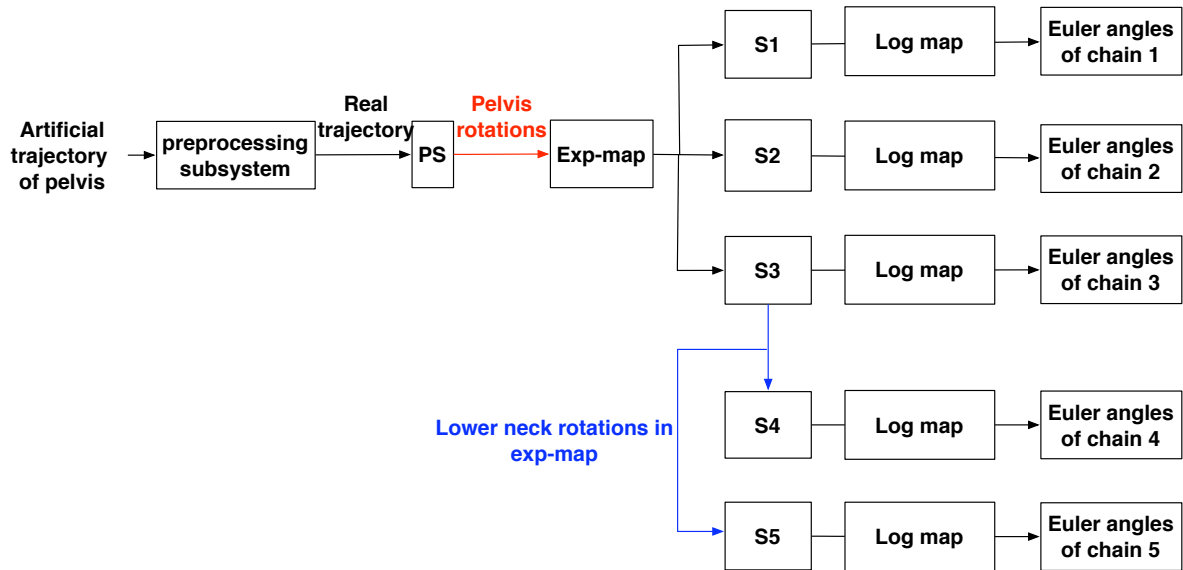 Artificial
trajectory
of pelvis
preprocessing
subsystem
Real
trajectory
PS
Pelvis
rotations
Exp-map
S1
Log map
Euler angles
of chain 1
S2
Log map
Euler angles
of chain 2
S3
Log map
Euler angles
of chain 3
Lower neck rotations in
exp-map
S4
Log map
Euler angles
of chain 4
S5
Log map
Euler angles
of chain 5